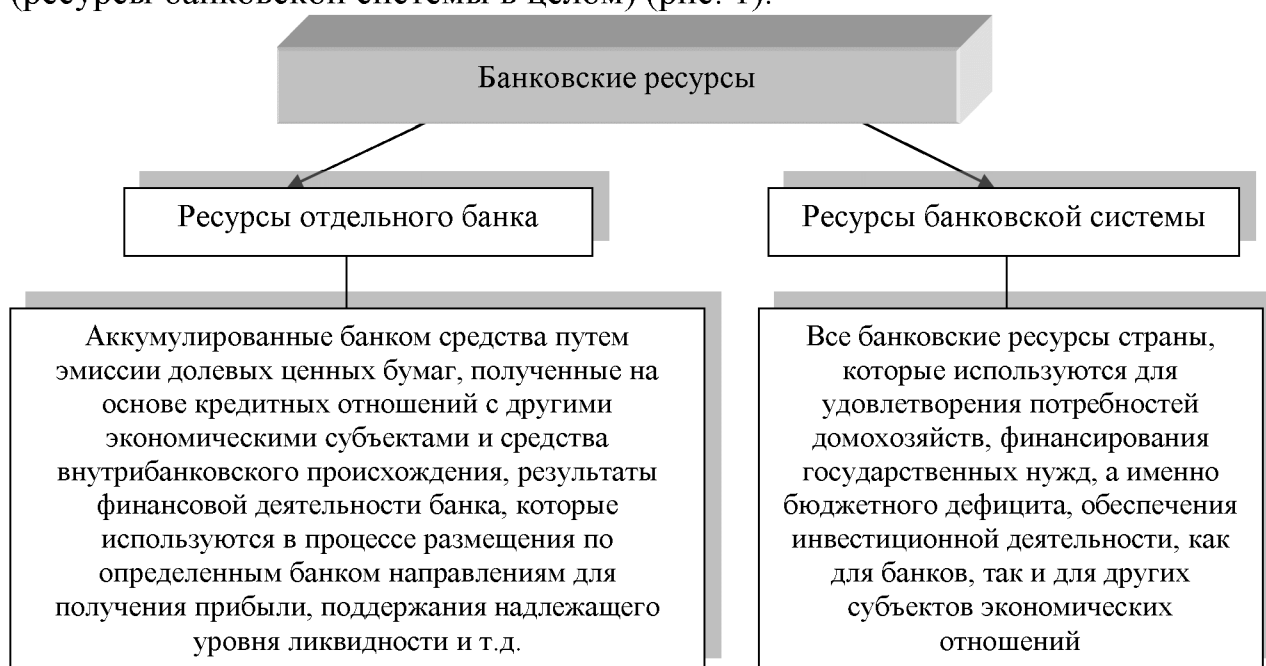 (ресурсы банковской системы в целом) (рис. 1).
Банковские ресурсы
Ресурсы отдельного банка
Ресурсы банковской системы
Аккумулированные банком средства путем
эмиссии долевых ценных бумаг, полученные на
основе кредитных отношений с другими
экономическими субъектами и средства
внутрибанковского происхождения, результаты
финансовой деятельности банка, которые
используются в процессе размещения по
определенным банком направлениям для
получения прибыли, поддержания надлежащего
уровня ликвидности и т.д.
Все банковские ресурсы страны,
которые используются для
удовлетворения потребностей
домохозяйств, финансирования
государственных нужд, а именно
бюджетного дефицита, обеспечения
инвестиционной деятельности, как
для банков, так и для других
субъектов экономических
отношений